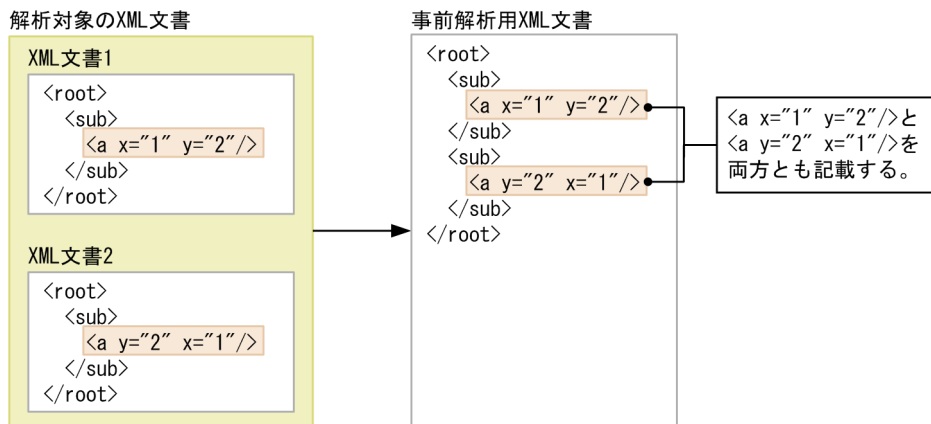 解析対象のXML文書
XML文書1
<root>
<sub>
<a x="1" y="2"/>
</sub>
</root>
XML文書2
<root>
<sub>
<a y="2" x="1"/>
</sub>
</root>
事前解析用XML文書
<root>
<sub>
<a x="1" y="2"/>
</sub>
<sub>
<a y="2" x="1"/>
</sub>
</root>
<a x="1" y="2"/>と
<a y="2" x="1"/>を
両方とも記載する。